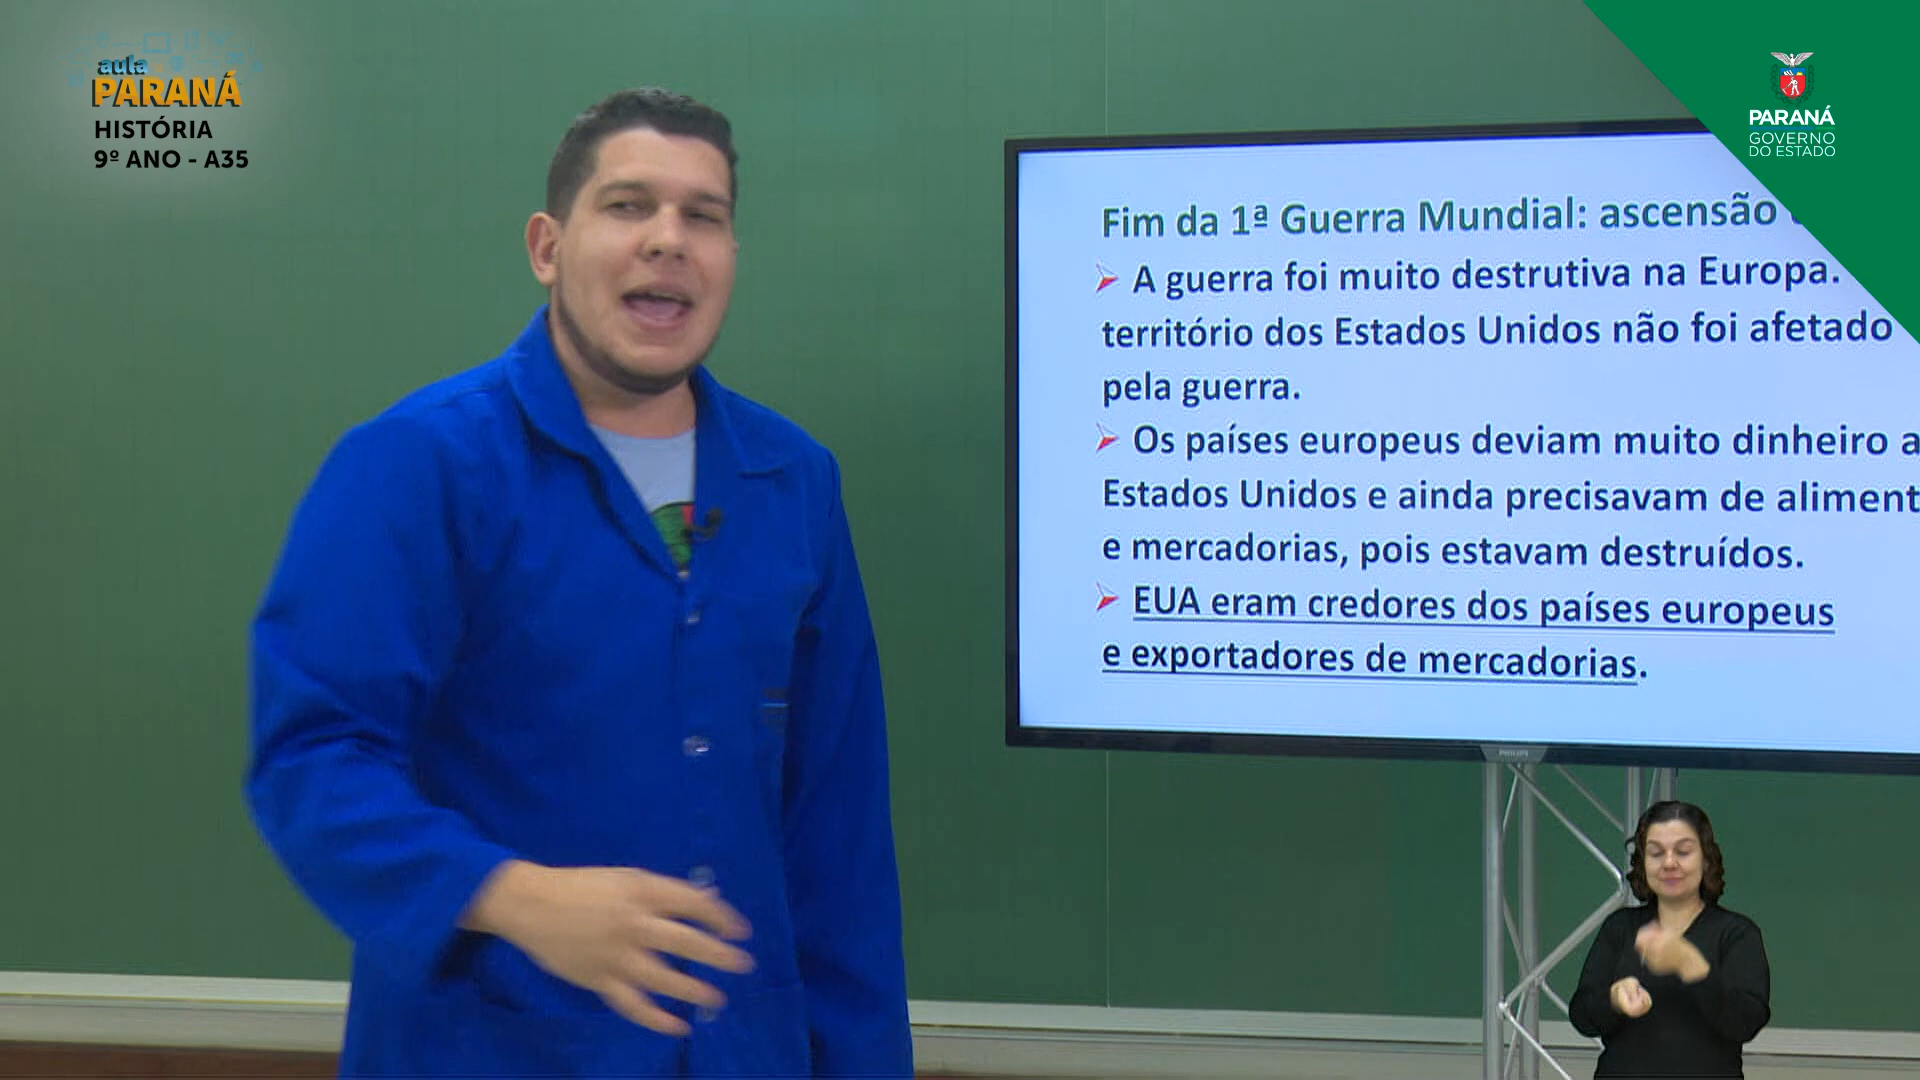 aula
PARANÁ
HISTÓRIA
9º ANO - A35
PARANÁ
GOVERNO
DO ESTADO
Fim da 1ª Guerra Mundial: ascensão
➢ A guerra foi muito destrutiva na Europa.
território dos Estados Unidos não foi afetado
pela guerra.
➢ Os países europeus deviam muito dinheiro a
Estados Unidos e ainda precisavam de aliment
e mercadorias, pois estavam destruídos.
➢ EUA eram credores dos países europeus
e exportadores de mercadorias.
PHILIPS